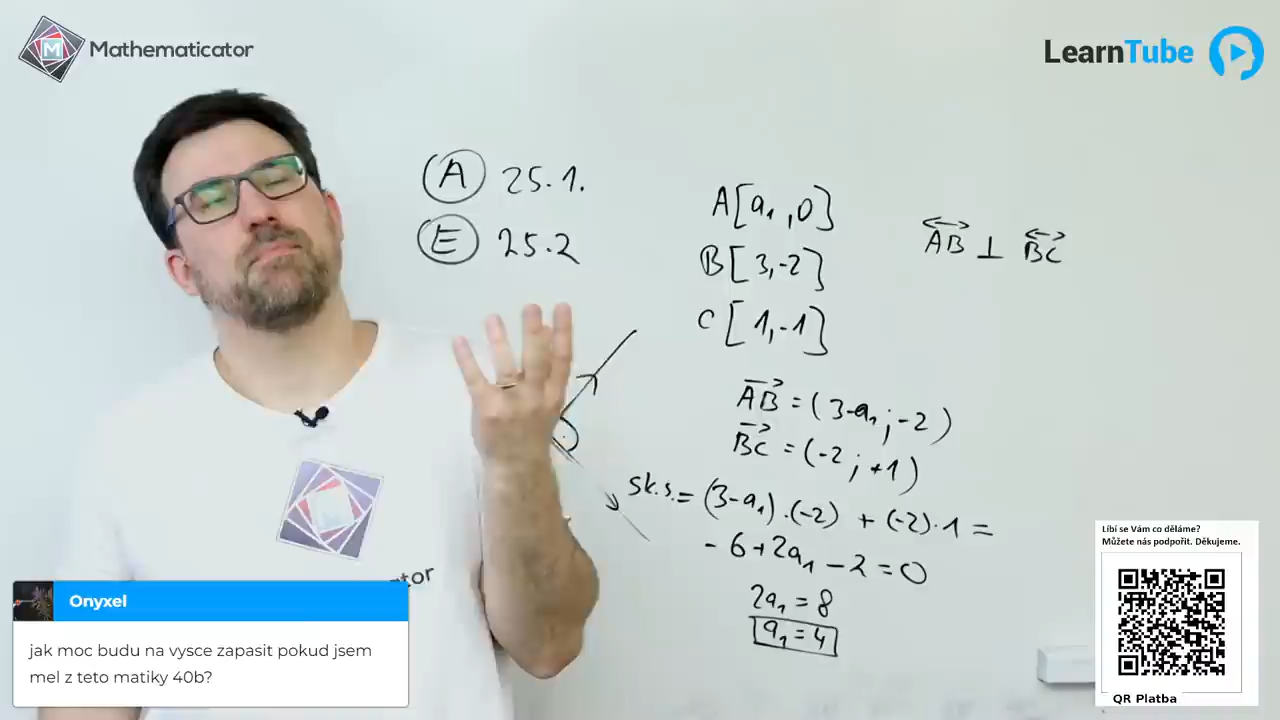 Mathematicator
LearnTube
A 25.1.
E 25.2
A[a₁, 0]
B[3,-2]
C[1,-1]
AB ⊥ BC
AB = (3-a₁; -2)
BC = (-2; +1)
sk.s. = (3-a₁).(-2) + (-2).1 =
-6+2a₁-2=0
2a₁ = 8
a₁ = 4
tor
Líbí se Vám co děláme?
Můžete nás podpořit. Děkujeme.
QR Platba
Onyxel
jak moc budu na vysce zapasit pokud jsem
mel z teto matiky 40b?